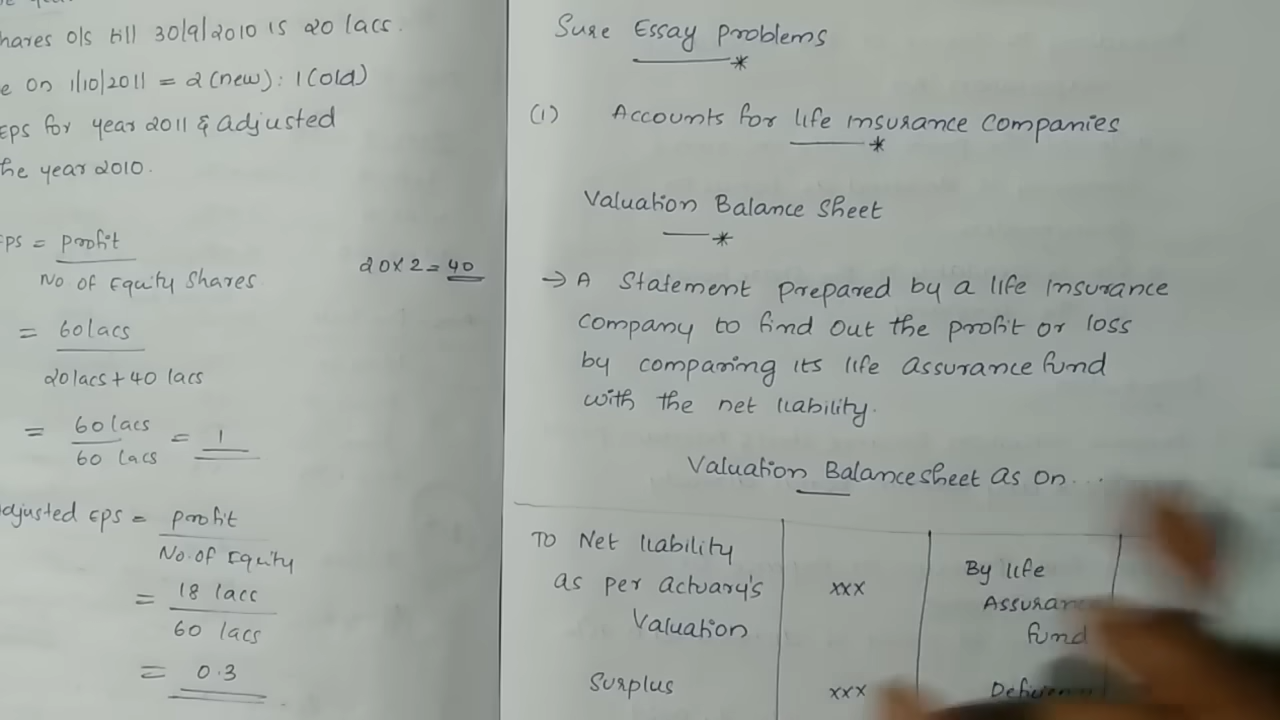 hares o/s till 30/9/2010 is 20 lacs.
e on 1/10/2011 = 2 (new) : 1 (old)
EPS for year 2011 & Adjusted
the year 2010.
EPS = profit
No of Equity Shares
20 x 2 = 40
= 60 lacs
20 lacs + 40 lacs
= 60 lacs = 1
60 lacs
adjusted EPS = profit
No. of Equity
= 18 lacs
60 lacs
= 0.3
Sure Essay problems
(1) Accounts for life insurance companies
Valuation Balance Sheet
→ A Statement prepared by a life insurance
company to find out the profit or loss
by comparing its life assurance fund
with the net liability.
Valuation Balancesheet as on...
To Net liability
as per actuary's xxx
Valuation
Surplus xxx
By life
fund